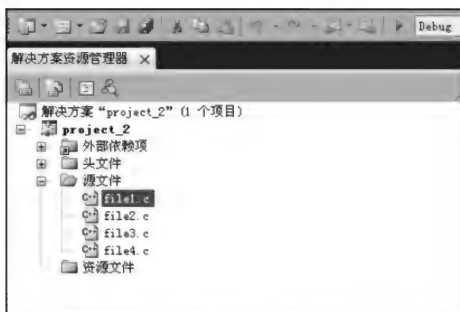 Debug
解决方案资源管理器
解决方案“project_2”(1 个项目)
project_2
外部依赖项
头文件
源文件
file1.c
file2.c
file3.c
file4.c
资源文件